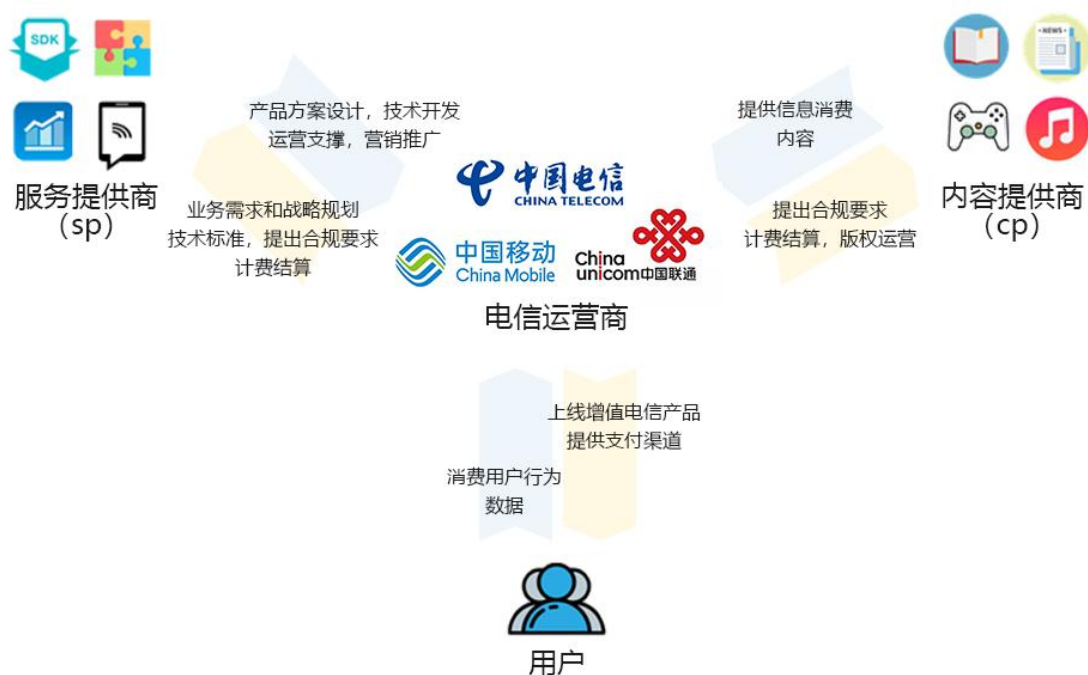 SDK
NEWS
产品方案设计，技术开发
运营支撑，营销推广
提供信息消费
内容
中国电信
CHINA TELECOM
服务提供商
（sp）
业务需求和战略规划
技术标准，提出合规要求
计费结算
中国移动
China Mobile
China
unicom中国联通
提出合规要求
计费结算，版权运营
内容提供商
（cp）
电信运营商
上线增值电信产品
提供支付渠道
消费用户行为
数据
用户